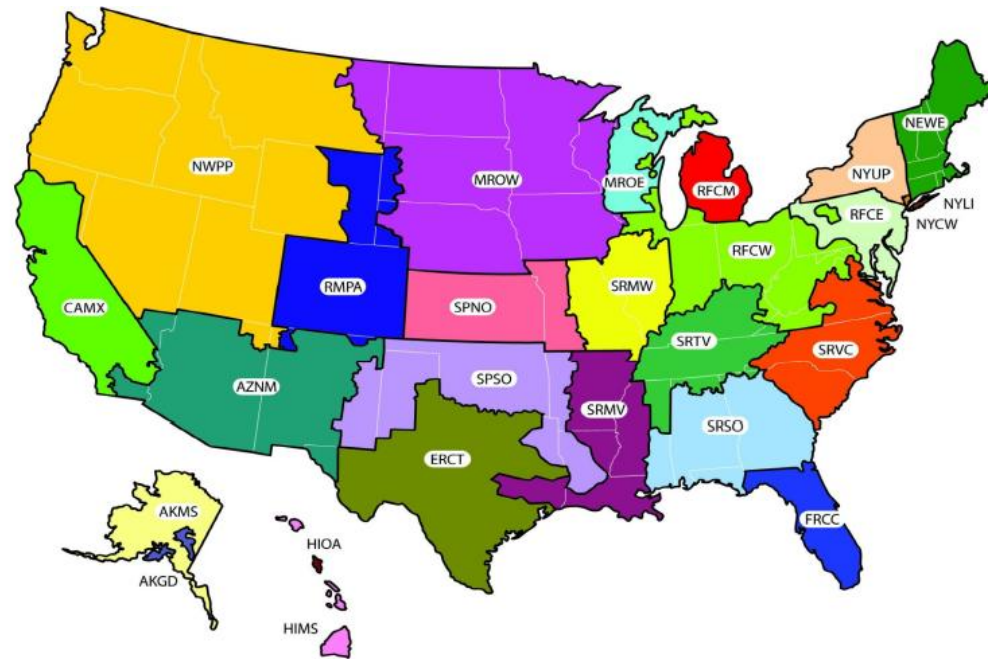 NEWE
NWPP
NYUP
MROW
MROE
RFCM
NYLI
RFCE
NYCW
RFCW
RMPA
SRMW
CAMX
SPNO
SRTV
SRVC
AZNM
SPSO
SRMV
SRSO
ERCT
AKMS
FRCC
HIOA
AKGD
HIMS